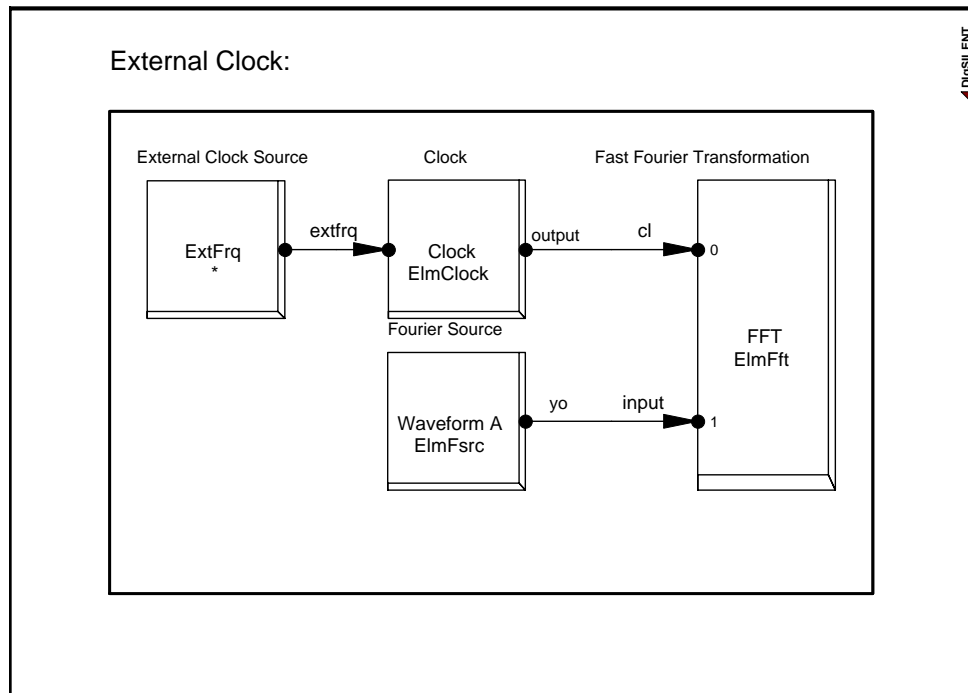 External Clock:
DIgSILENT
External Clock Source
Clock
Fast Fourier Transformation
ExtFrq
*
extfrq
Clock
ElmClock
output
cl
0
FFT
ElmFft
Fourier Source
Waveform A
ElmFsrc
yo
input
1